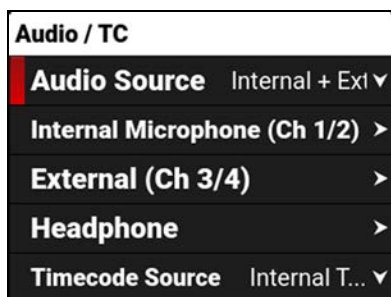 Audio / TC
Audio Source Internal + Ext
Internal Microphone (Ch 1/2)
External (Ch 3/4)
Headphone
Timecode Source Internal T...